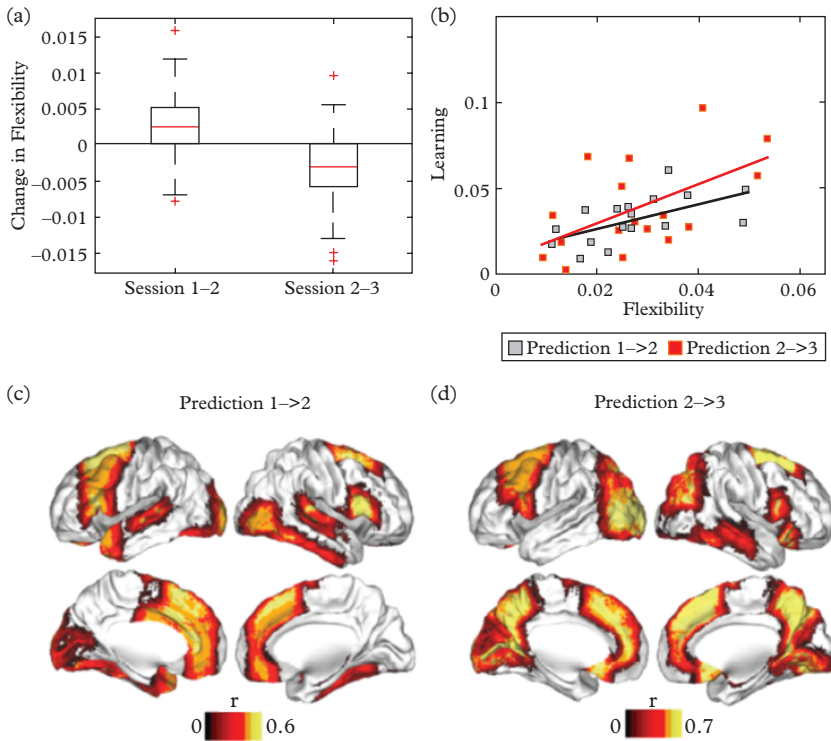 (a)
Change in Flexibility
0.015
0.01
0.005
0
−0.005
−0.01
−0.015
Session 1–2
Session 2–3
(b)
Learning
0.1
0.05
0
0
0.02
0.04
0.06
Flexibility
Prediction 1–>2
Prediction 2–>3
(c)
Prediction 1–>2
r
0
0.6
(d)
Prediction 2–>3
r
0
0.7